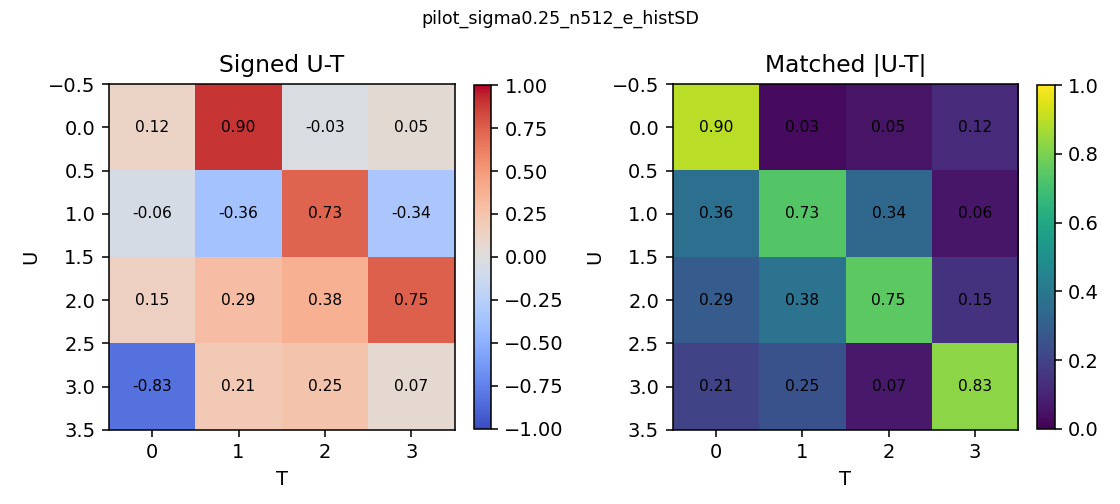 pilot_sigma0.25_n512_e_histSD
Signed U-T
−0.5
0.0
0.5
1.0
1.5
2.0
2.5
3.0
3.5
U
0.12 0.90 -0.03 0.05
-0.06 -0.36 0.73 -0.34
0.15 0.29 0.38 0.75
-0.83 0.21 0.25 0.07
0 1 2 3
T
1.00
0.75
0.50
0.25
0.00
−0.25
−0.50
−0.75
−1.00
Matched |U-T|
−0.5
0.0
0.5
1.0
1.5
2.0
2.5
3.0
3.5
U
0.90 0.03 0.05 0.12
0.36 0.73 0.34 0.06
0.29 0.38 0.75 0.15
0.21 0.25 0.07 0.83
0 1 2 3
T
1.0
0.8
0.6
0.4
0.2
0.0